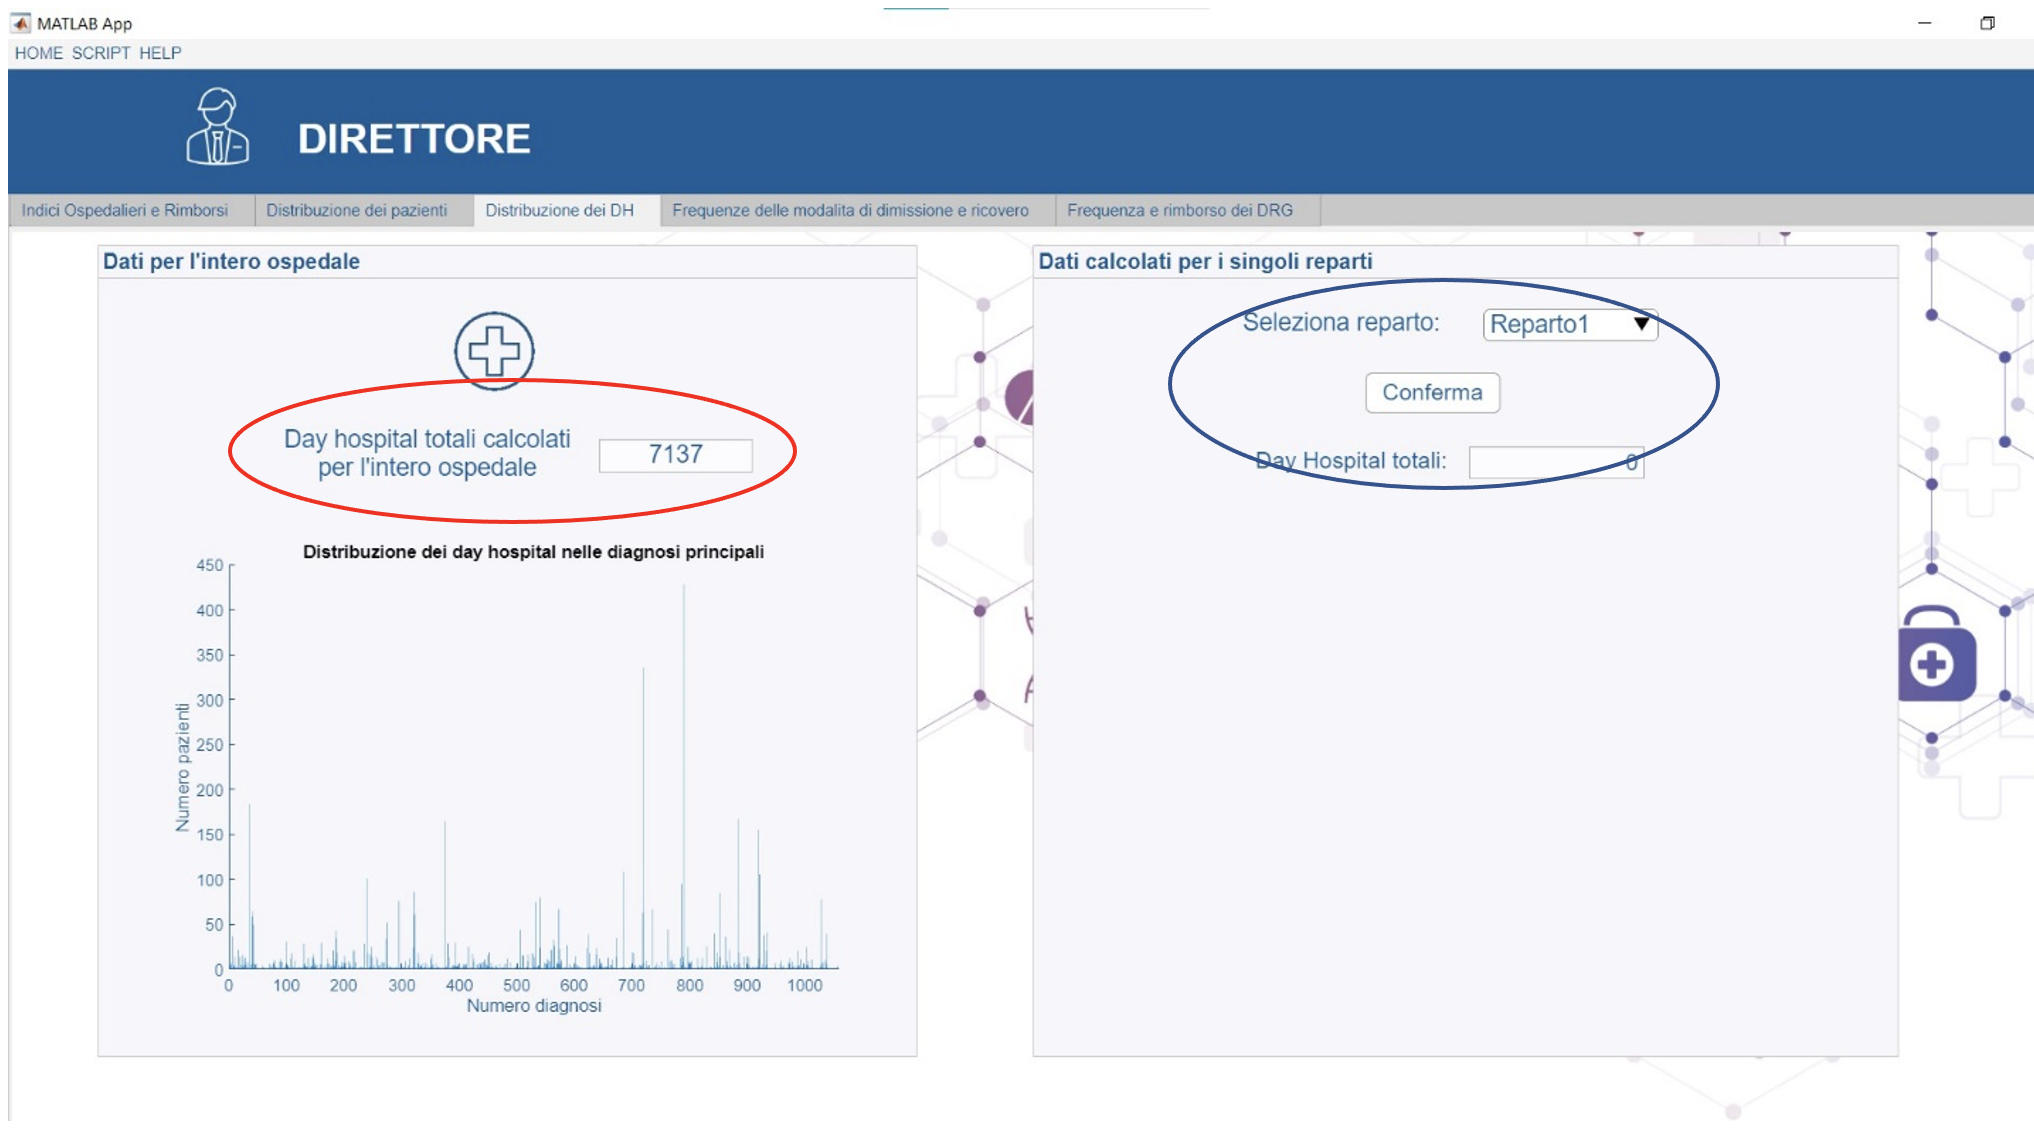 MATLAB App
HOME SCRIPT HELP
DIRETTORE
Indici Ospedalieri e Rimborsi
Distribuzione dei pazienti
Distribuzione dei DH
Frequenze delle modalita di dimissione e ricovero
Frequenza e rimborso dei DRG
Dati per l'intero ospedale
Day hospital totali calcolati
per l'intero ospedale
7137
Distribuzione dei day hospital nelle diagnosi principali
450
400
350
300
250
200
150
100
50
0
Numero pazienti
0 100 200 300 400 500 600 700 800 900 1000
Numero diagnosi
Dati calcolati per i singoli reparti
Seleziona reparto: Reparto1
Conferma
Day Hospital totali: 0